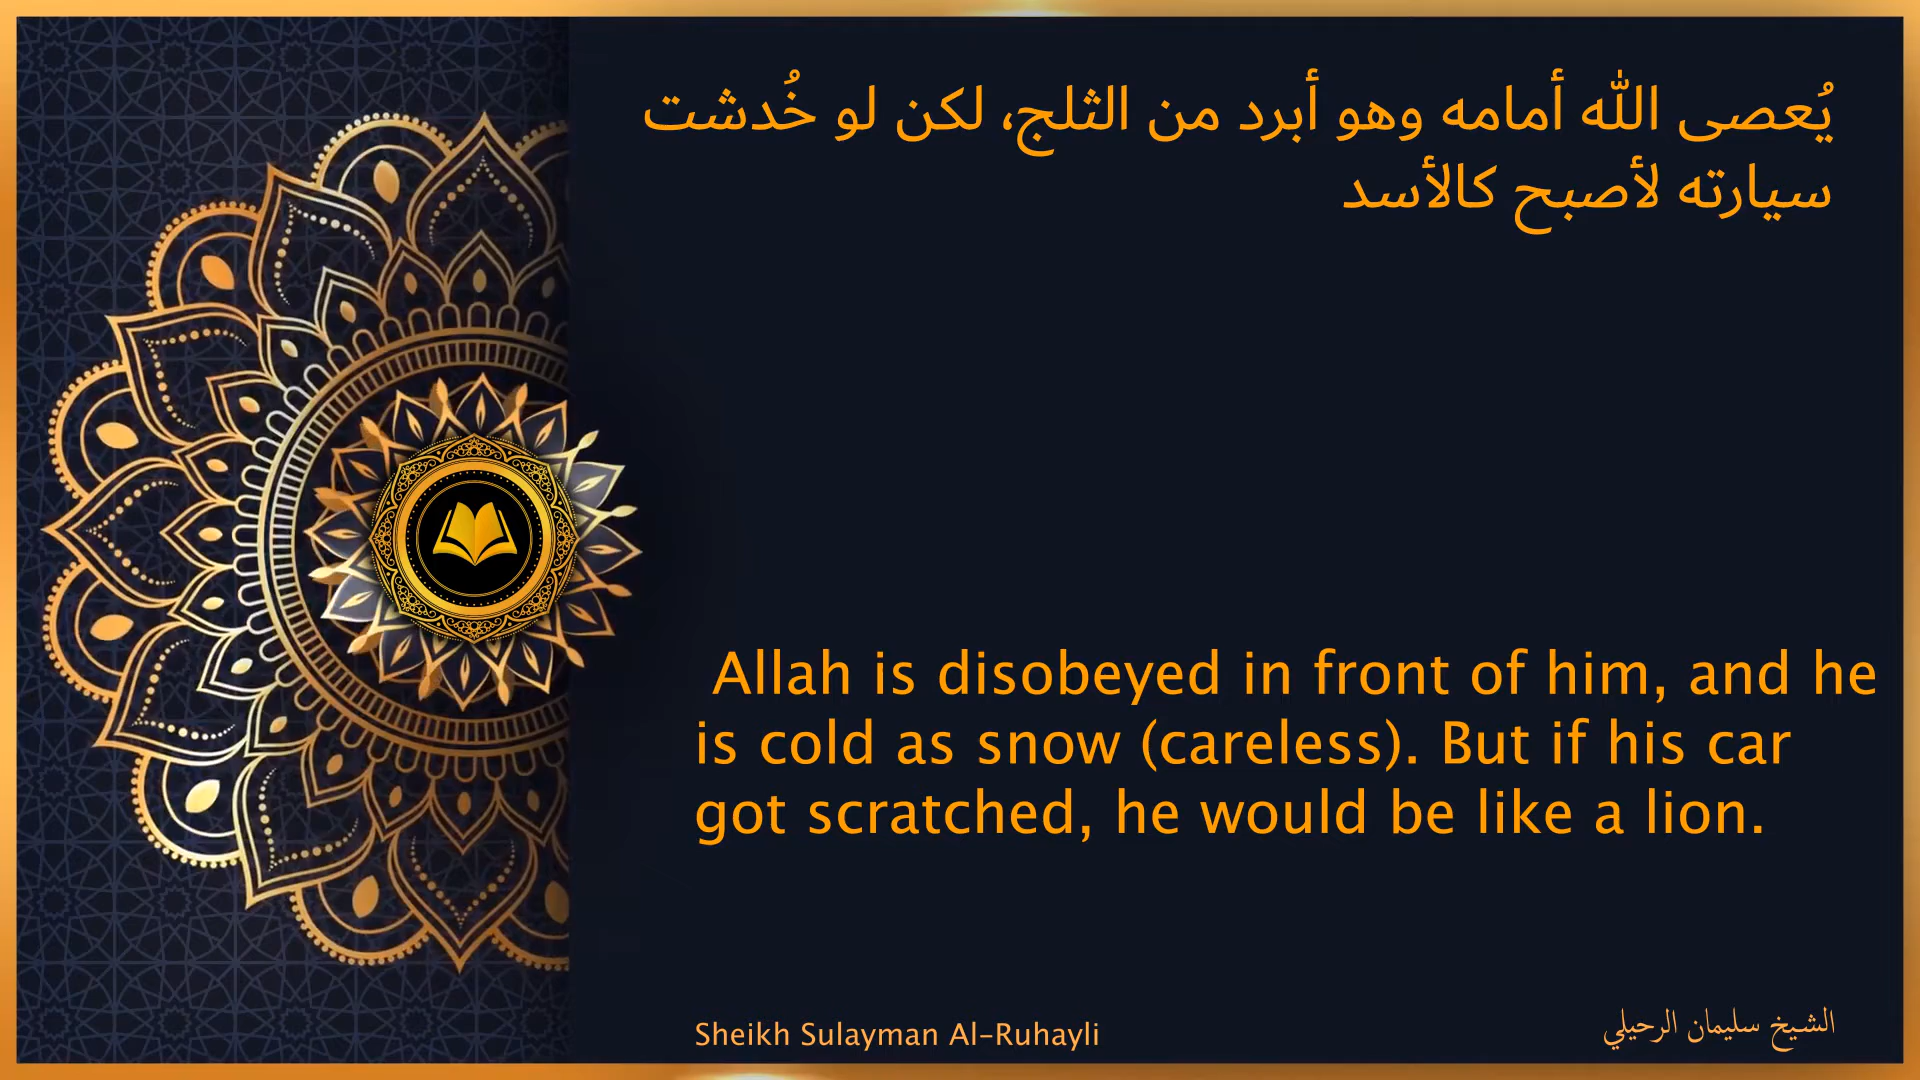 يُعصى الله أمامه وهو أبرد من الثلج، لكن لو خُدشت
سيارته لأصبح كالأسد
Allah is disobeyed in front of him, and he
is cold as snow (careless). But if his car
got scratched, he would be like a lion.
Sheikh Sulayman Al-Ruhayli
الشيخ سليمان الرحيلي